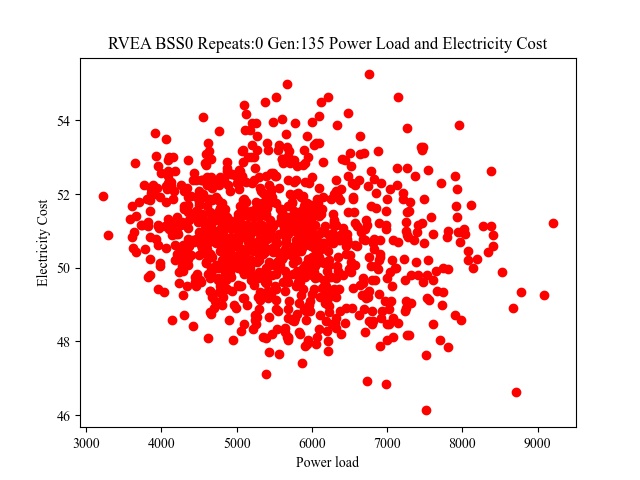 RVEA BSS0 Repeats:0 Gen:135 Power Load and Electricity Cost
Electricity Cost
54
52
50
48
46
3000 4000 5000 6000 7000 8000 9000
Power load